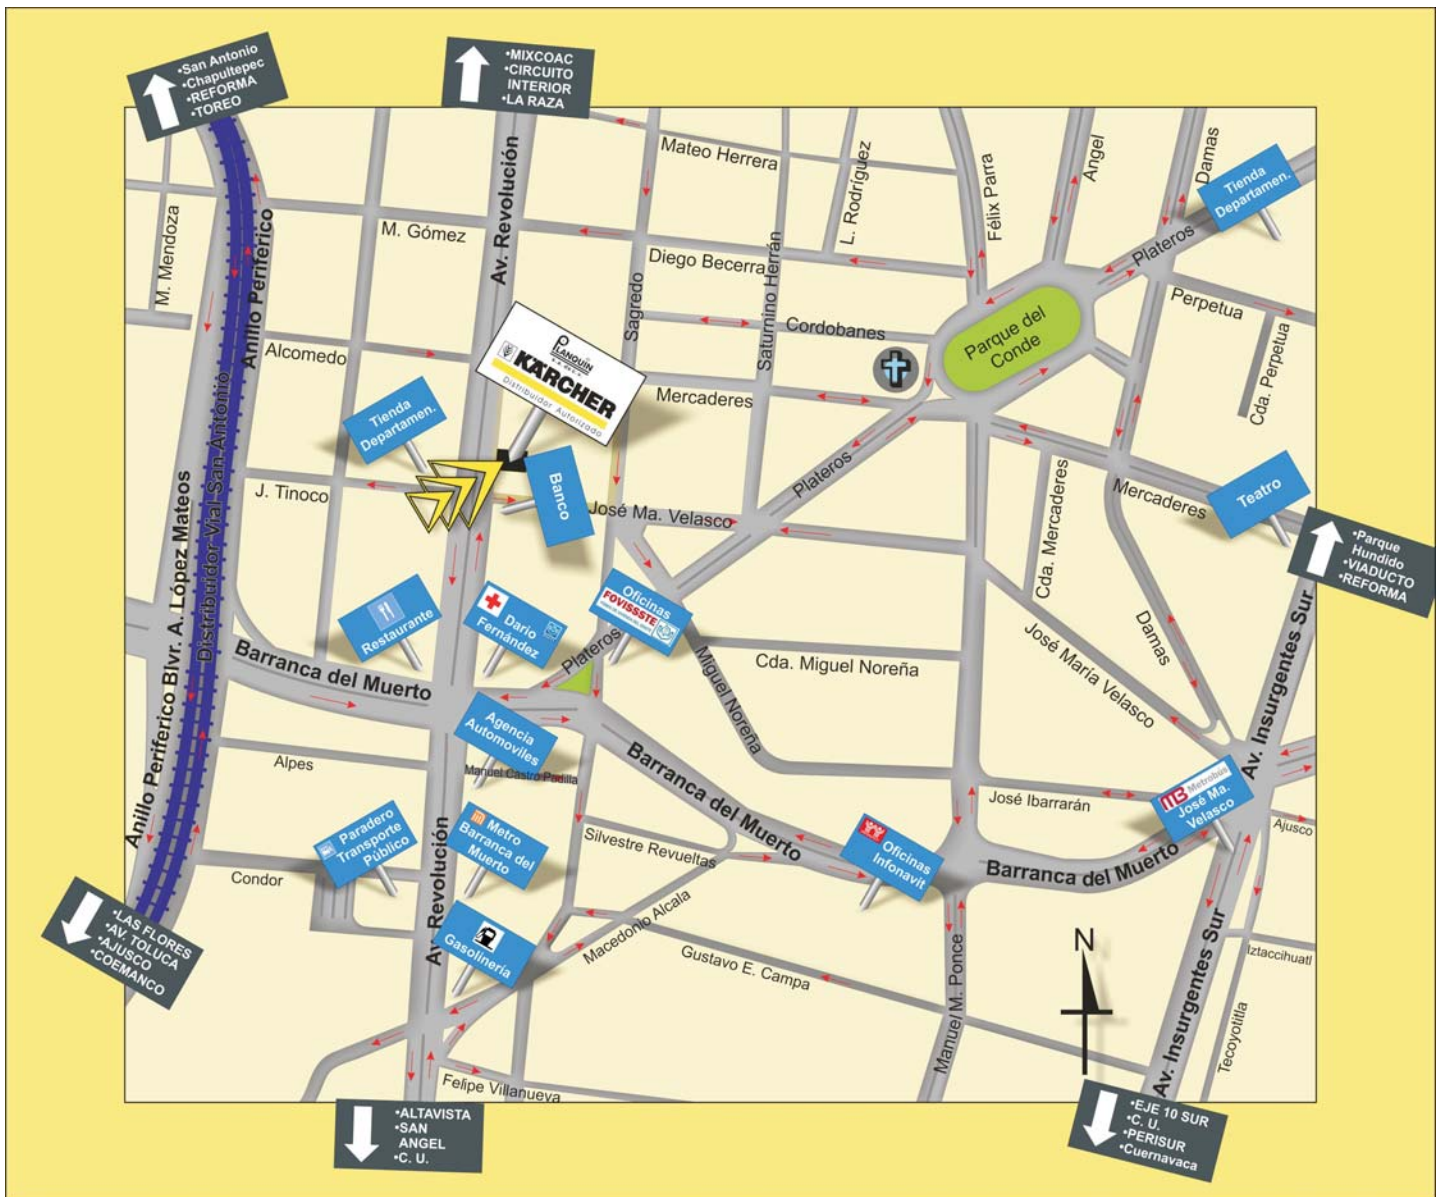 •San Antonio
•Chapultepec
•REFORMA
•TOREO
•MIXCOAC
•CIRCUITO
INTERIOR
•LA RAZA
Mateo Herrera
L. Rodríguez
Félix Parra
Angel
Damas
Tienda
Departamen.
M. Mendoza
Anillo Periferico
M. Gómez
Av. Revolución
Diego Becerra
Sagredo
Saturnino Herrán
Plateros
Perpetua
Cda. Perpetua
Cordobanes
Parque del
Conde
Alcomedo
PLANQUIN
S.A. de C.V.
KÄRCHER
Distribuidor Autorizado
Mercaderes
Tienda
Departamen.
Distribuidor Vial San Antonio
Anillo Periferico Blvr. A. López Mateos
J. Tinoco
Banco
José Ma. Velasco
Plateros
Cda. Mercaderes
Mercaderes
Teatro
•Parque
Hundido
•VIADUCTO
•REFORMA
Restaurante
Dario
Fernández
Oficinas
FOVISSSTE
Plateros
Barranca del Muerto
Miguel Noreña
Cda. Miguel Noreña
José María Velasco
Damas
Av. Insurgentes Sur
Agencia
Automoviles
Manuel Castro Padilla
Alpes
Barranca del Muerto
José Ibarrarán
MB Metrobús
José Ma.
Velasco
Ajusco
Paradero
Transporte
Público
Metro
Barranca del
Muerto
Silvestre Revueltas
Oficinas
Infonavit
Barranca del Muerto
Condor
Av. Revolución
Gasolinería
Macedonio Alcala
Gustavo E. Campa
Manuel M. Ponce
N
Av. Insurgentes Sur
Iztaccihuatl
Tecoyotitla
•LAS FLORES
•AV. TOLUCA
•AJUSCO
•COEMANCO
Felipe Villanueva
•ALTAVISTA
•SAN
ANGEL
•C. U.
•EJE 10 SUR
•C. U.
•PERISUR
•Cuernavaca